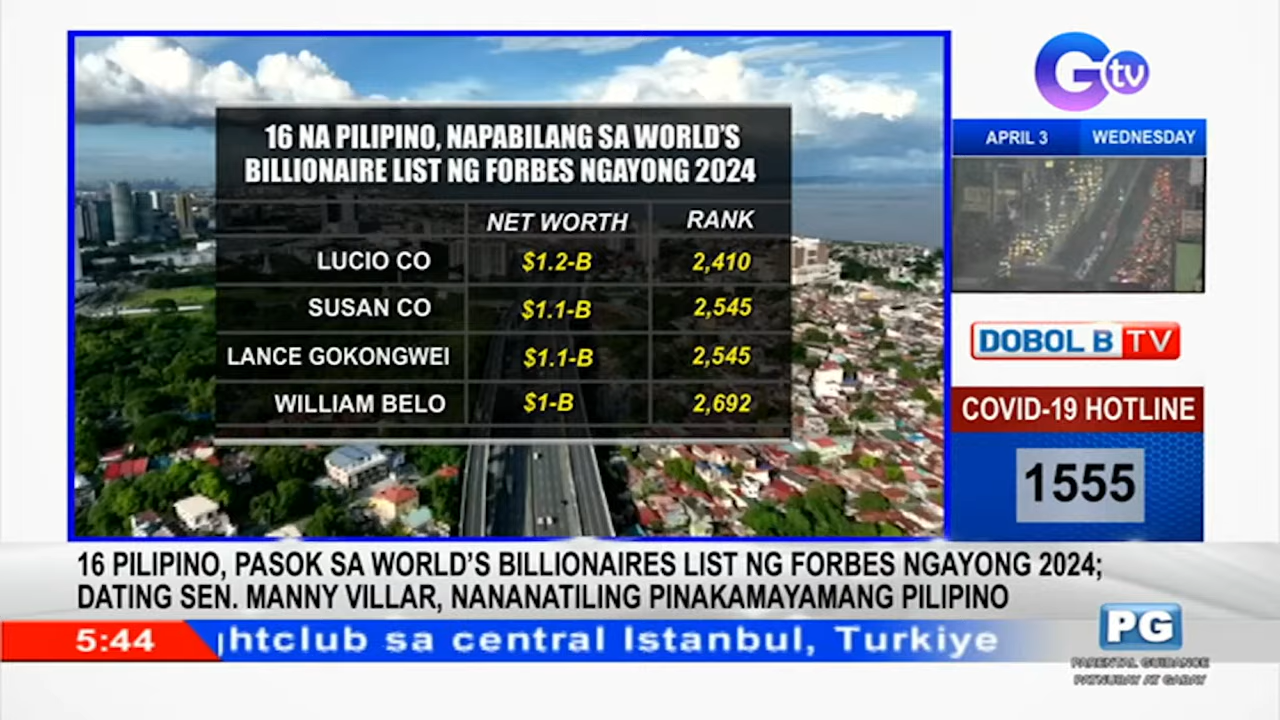 16 NA PILIPINO, NAPABILANG SA WORLD'S
BILLIONAIRE LIST NG FORBES NGAYONG 2024
NET WORTH RANK
LUCIO CO $1.2-B 2,410
SUSAN CO $1.1-B 2,545
LANCE GOKONGWEI $1.1-B 2,545
WILLIAM BELO $1-B 2,692
Gtv
APRIL 3 WEDNESDAY
DOBOL B TV
COVID-19 HOTLINE
1555
16 PILIPINO, PASOK SA WORLD'S BILLIONAIRES LIST NG FORBES NGAYONG 2024;
DATING SEN. MANNY VILLAR, NANANATILING PINAKAMAYAMANG PILIPINO
5:44 ghtclub sa central Istanbul, Turkiye
PG
PARENTAL GUIDANCE
PATNUBAY AT GABAY